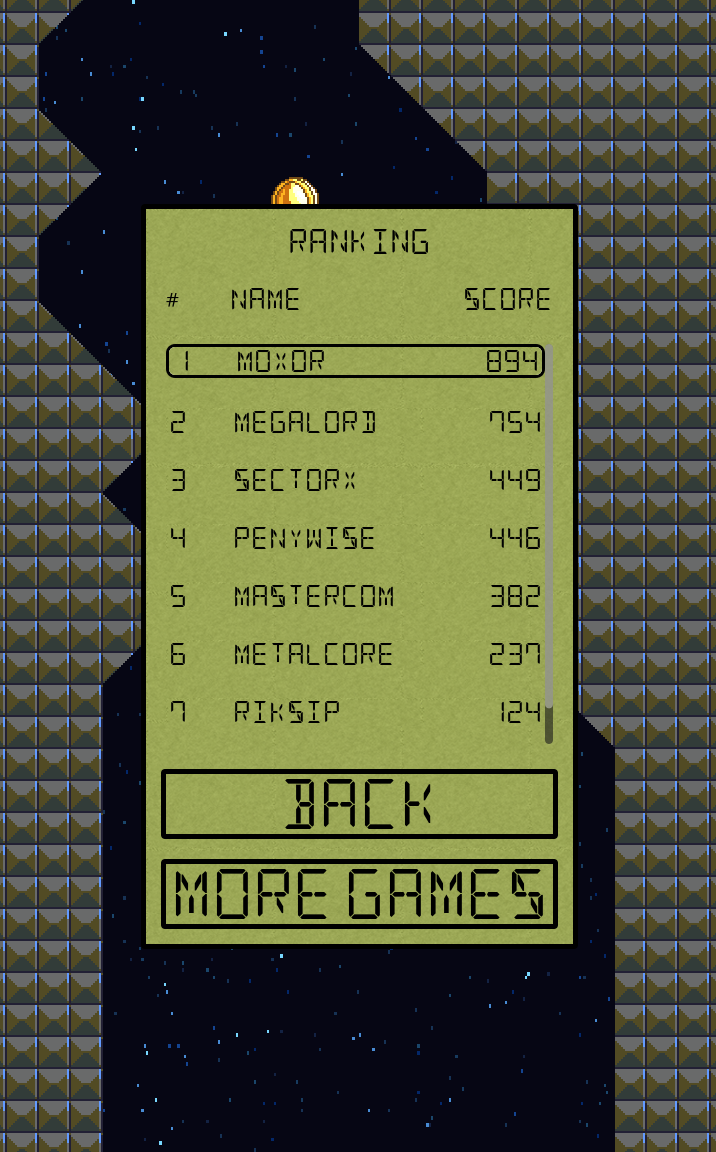 RANKING
# NAME SCORE
1 MOXOR 894
2 MEGALORD 754
3 SECTORX 449
4 PENYWISE 446
5 MASTERCOM 382
6 METALCORE 237
7 RIKSIP 124
BACK
MORE GAMES